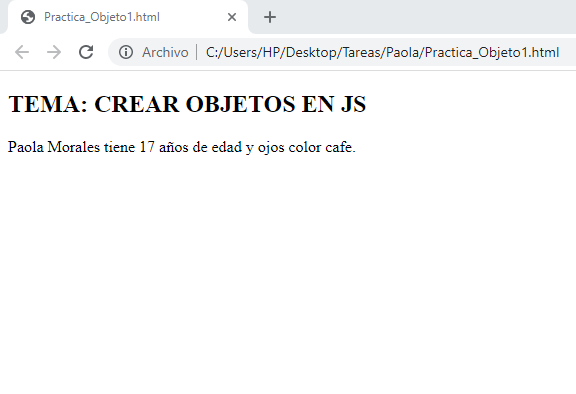 Practica_Objeto1.html
Archivo | C:/Users/HP/Desktop/Tareas/Paola/Practica_Objeto1.html
TEMA: CREAR OBJETOS EN JS
Paola Morales tiene 17 años de edad y ojos color cafe.